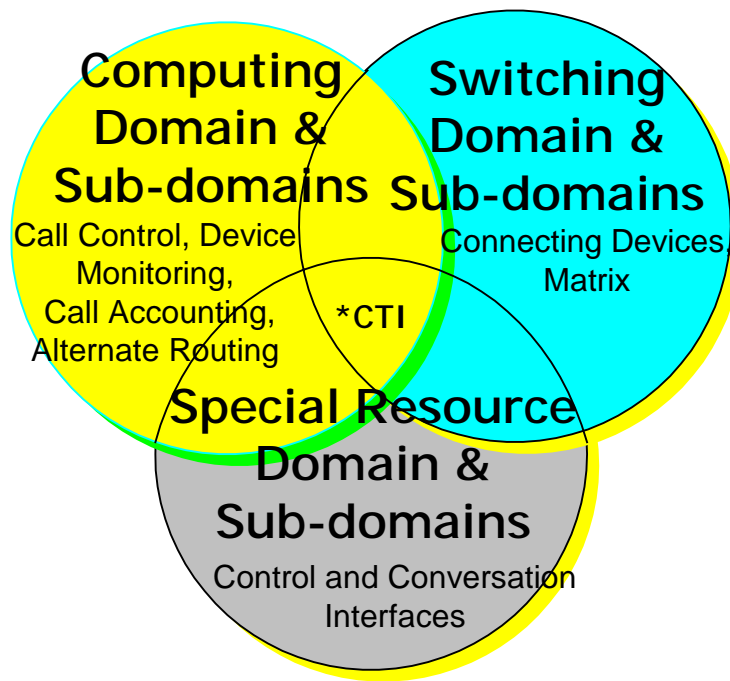 Computing
Domain &
Sub-domains
Call Control, Device
Monitoring,
Call Accounting,
Alternate Routing
Switching
Domain &
Sub-domains
Connecting Devices,
Matrix
*CTI
Special Resource
Domain &
Sub-domains
Control and Conversation
Interfaces